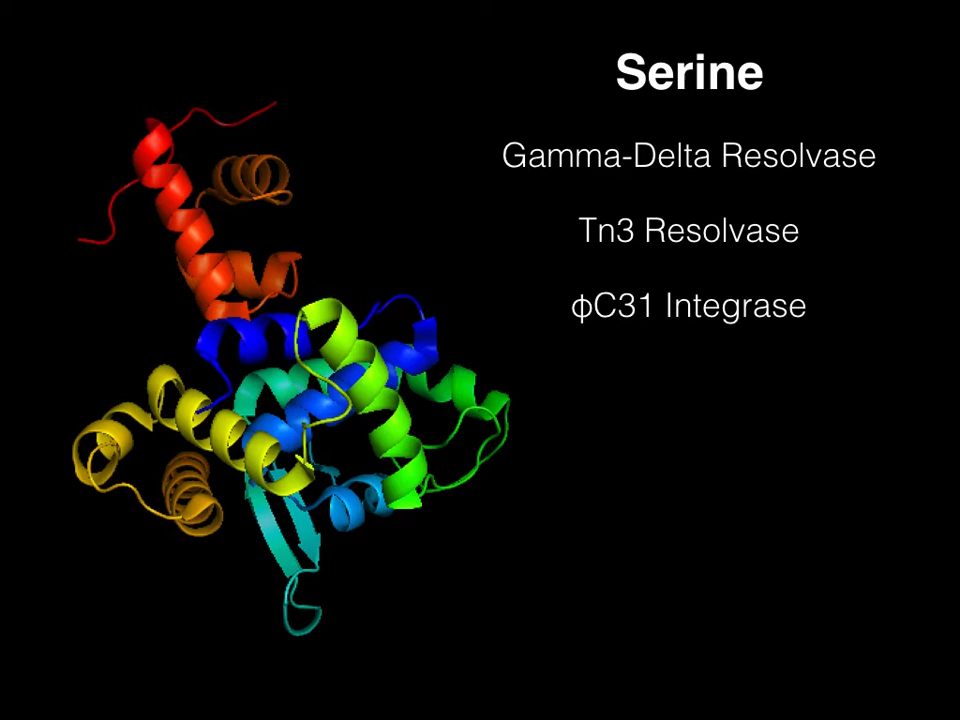 Serine
Gamma-Delta Resolvase
Tn3 Resolvase
φC31 Integrase